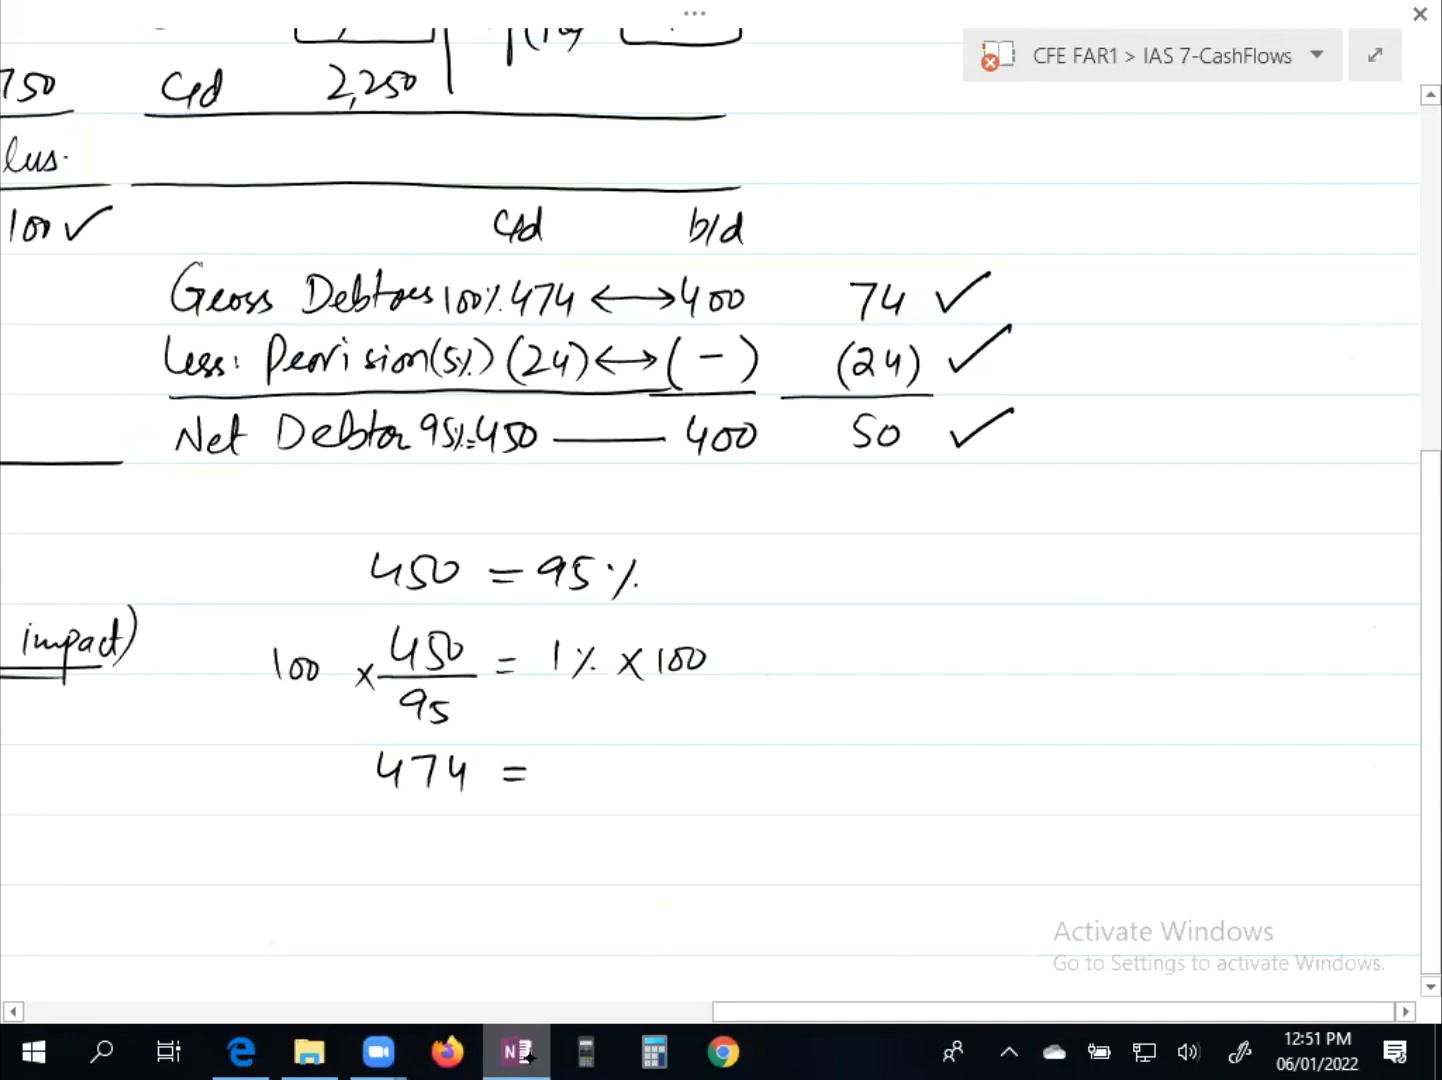 CFE FAR1 > IAS 7-CashFlows
750 C/d 2,250
lus.
100 ✓ C/d b/d
Gross Debtors 100% 474 ⟷ 400 74 ✓
Less: Provision (5%) (24) ⟷ ( - ) (24) ✓
Net Debtor 95% = 450 —— 400 50 ✓
450 = 95 %
impact)
100 × 450/95 = 1 % × 100
474 =
Activate Windows
Go to Settings to activate Windows.
12:51 PM
06/01/2022